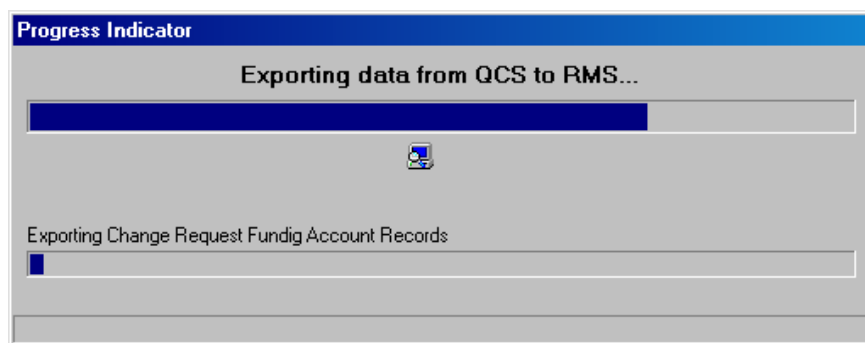 Progress Indicator
Exporting data from QCS to RMS...
Exporting Change Request Fundig Account Records